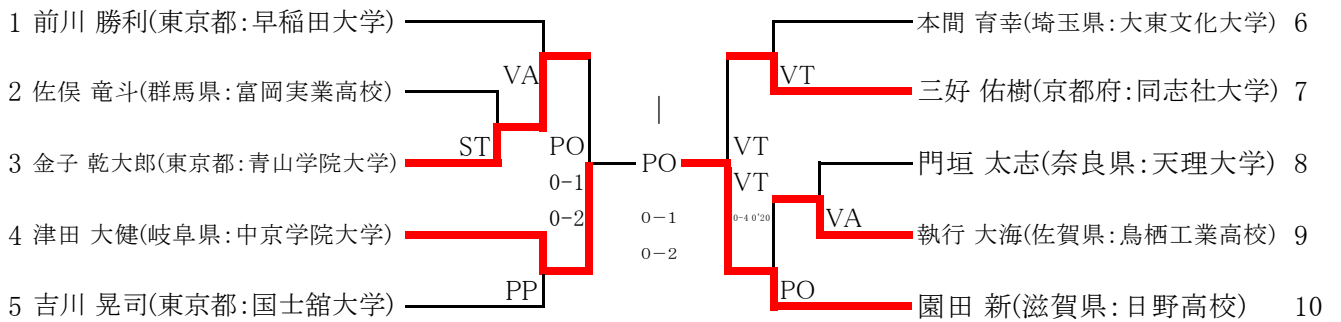 1 前川 勝利(東京都:早稲田大学)
2 佐俣 竜斗(群馬県:富岡実業高校)
3 金子 乾大郎(東京都:青山学院大学)
4 津田 大健(岐阜県:中京学院大学)
5 吉川 晃司(東京都:国士舘大学)
VA
ST
PO
0-1
0-2
PP
|
PO
0-1
0-2
VT
VT
VT
0-4 0'20
VA
PO
本間 育幸(埼玉県:大東文化大学) 6
三好 佑樹(京都府:同志社大学) 7
門垣 太志(奈良県:天理大学) 8
執行 大海(佐賀県:鳥栖工業高校) 9
園田 新(滋賀県:日野高校) 10